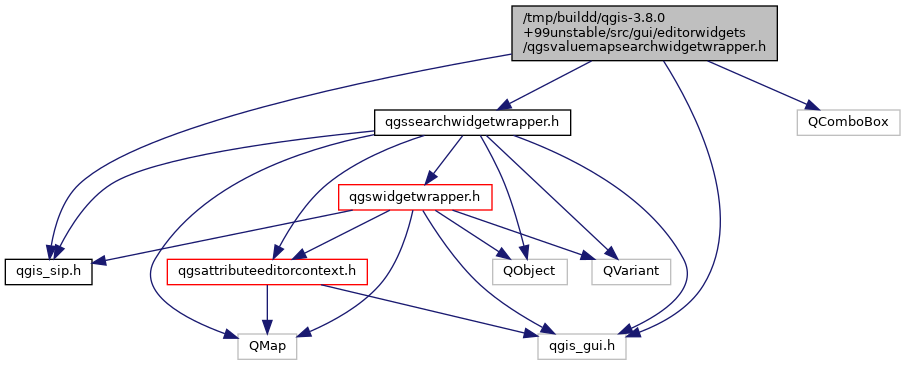 /tmp/buildd/qgis-3.8.0
+99unstable/src/gui/editorwidgets
/qgsvaluemapsearchwidgetwrapper.h
qgssearchwidgetwrapper.h
QComboBox
qgswidgetwrapper.h
qgis_sip.h
qgsattributeeditorcontext.h
QObject
QVariant
QMap
qgis_gui.h